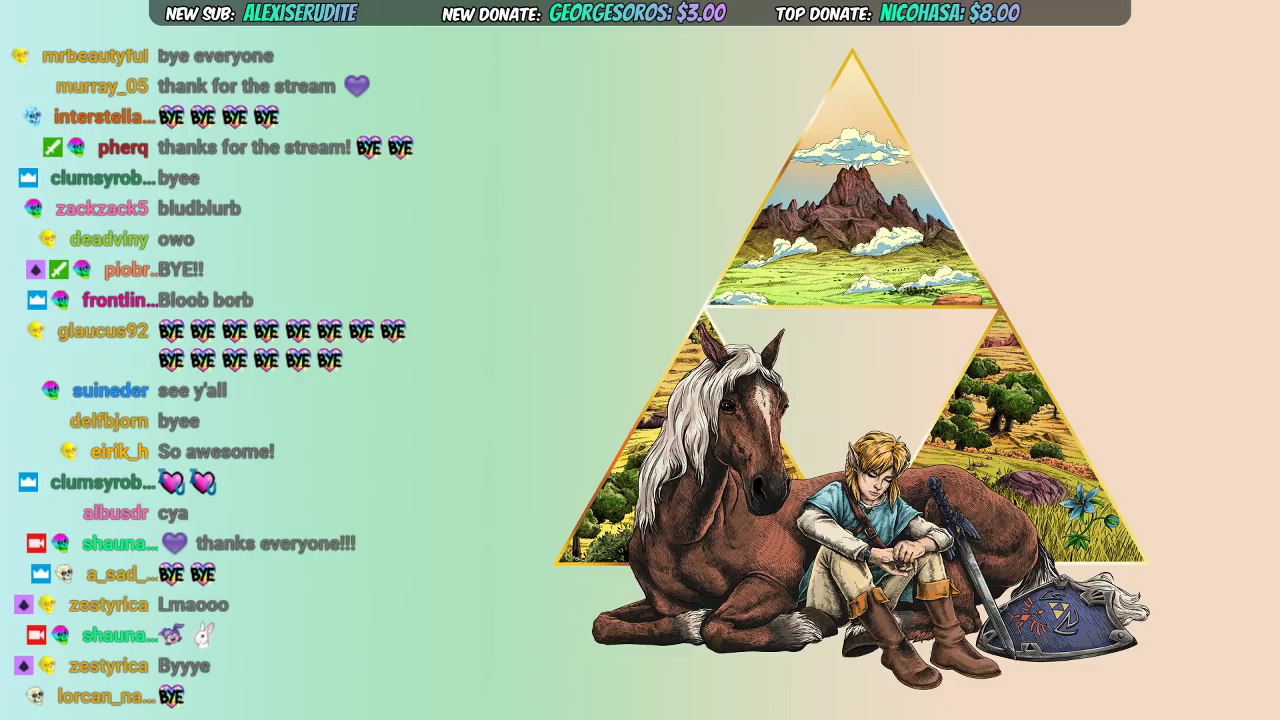 NEW SUB: ALEXISERUDITE NEW DONATE: GEORGESOROS: $3.00 TOP DONATE: NICOHASA: $8.00
mrbeautyful bye everyone
murray_05 thank for the stream
interstella... BYE BYE BYE BYE
pherq thanks for the stream! BYE BYE
clumsyrob... byee
zackzack5 bludblurb
deadviny owo
piobr.. BYE!!
frontlin... Bloob borb
glaucus92 BYE BYE BYE BYE BYE BYE BYE BYE
BYE BYE BYE BYE BYE BYE
suineder see y'all
delfbjorn byee
eirik_h So awesome!
clumsyrob...
albusdr cya
shauna... thanks everyone!!!
a_sad_... BYE BYE
zestyrica Lmaooo
shauna...
zestyrica Byyye
lorcan_na... BYE